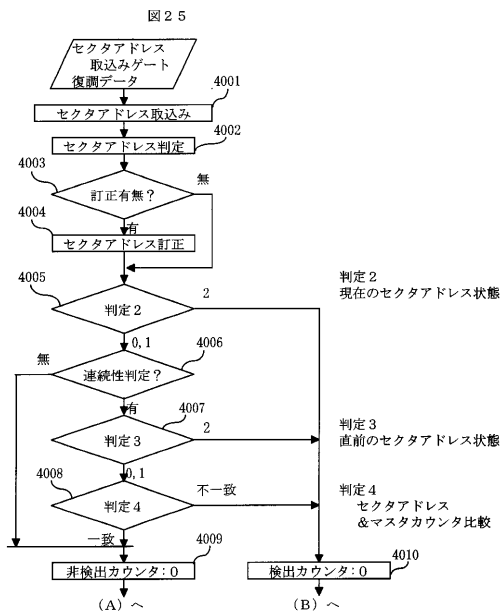 図25
セクタアドレス
取込みゲート
復調データ
4001
セクタアドレス取込み
4002
セクタアドレス判定
4003
無
訂正有無？
4004
有
セクタアドレス訂正
4005
2
判定2
0,1
判定2
現在のセクタアドレス状態
4006
無
連続性判定？
有
4007
2
判定3
0,1
判定3
直前のセクタアドレス状態
4008
不一致
判定4
一致
判定4
セクタアドレス
＆マスタカウンタ比較
4009
非検出カウンタ:0
4010
検出カウンタ:0
(A)へ
(B)へ